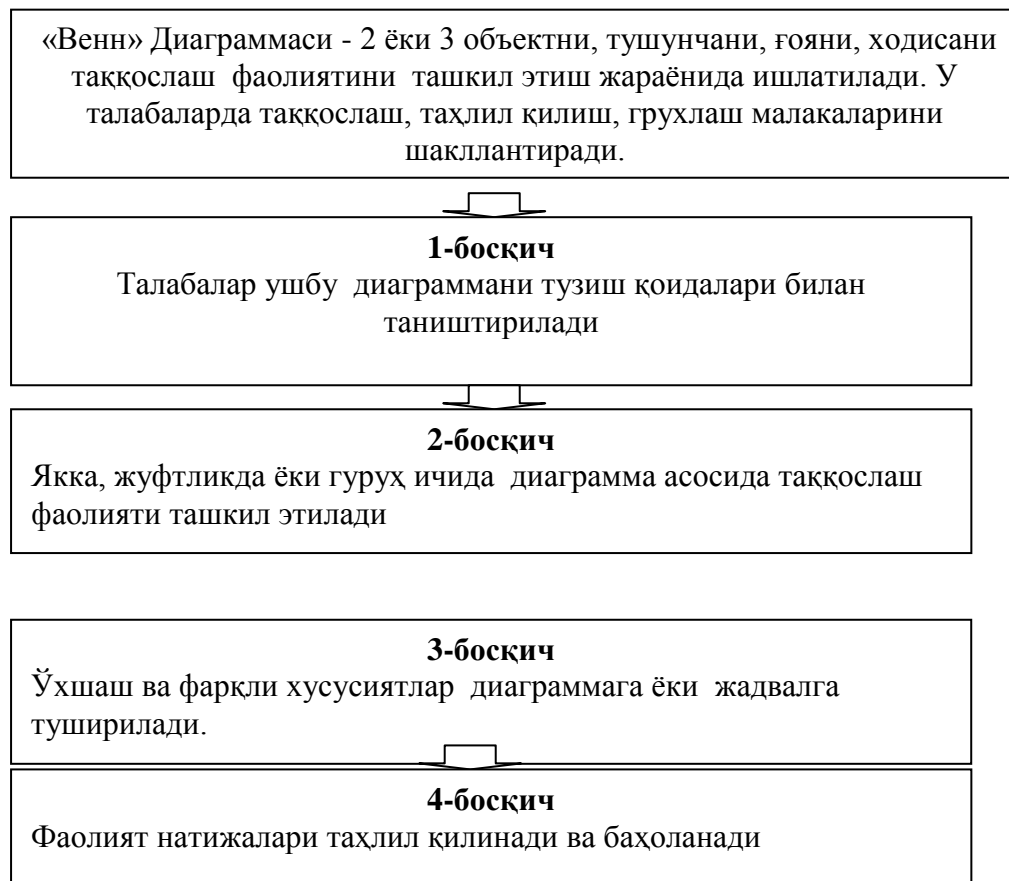 «Венн» Диаграммаси - 2 ёки 3 объектни, тушунчани, ғояни, ходисани
таққослаш фаолиятини ташкил этиш жараёнида ишлатилади. У
талабаларда таққослаш, таҳлил қилиш, грухлаш малакаларини
шакллантиради.
1-босқич
Талабалар ушбу диаграммани тузиш қоидалари билан
таништирилади
2-босқич
Якка, жуфтликда ёки гуруҳ ичида диаграмма асосида таққослаш
фаолияти ташкил этилади
3-босқич
Ўхшаш ва фарқли хусусиятлар диаграммага ёки жадвалга
туширилади.
4-босқич
Фаолият натижалари таҳлил қилинади ва баҳоланади